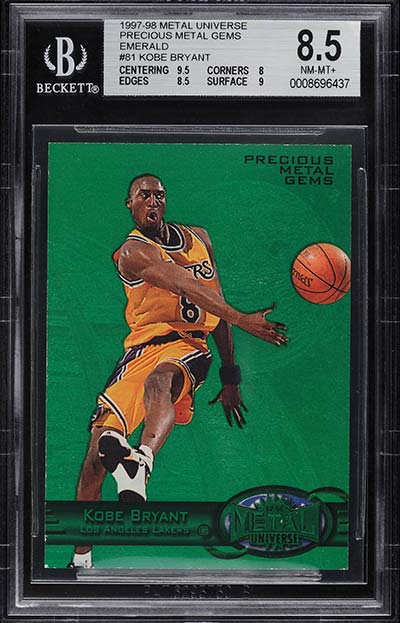 1997-98 METAL UNIVERSE
PRECIOUS METAL GEMS
EMERALD
#81 KOBE BRYANT
CENTERING 9.5 CORNERS 8
EDGES 8.5 SURFACE 9
8.5
NM-MT+
0008696437
B
BECKETT®
PRECIOUS
METAL
GEMS
8
KOBE BRYANT
LOS ANGELES LAKERS
97-98
METAL
UNIVERSE